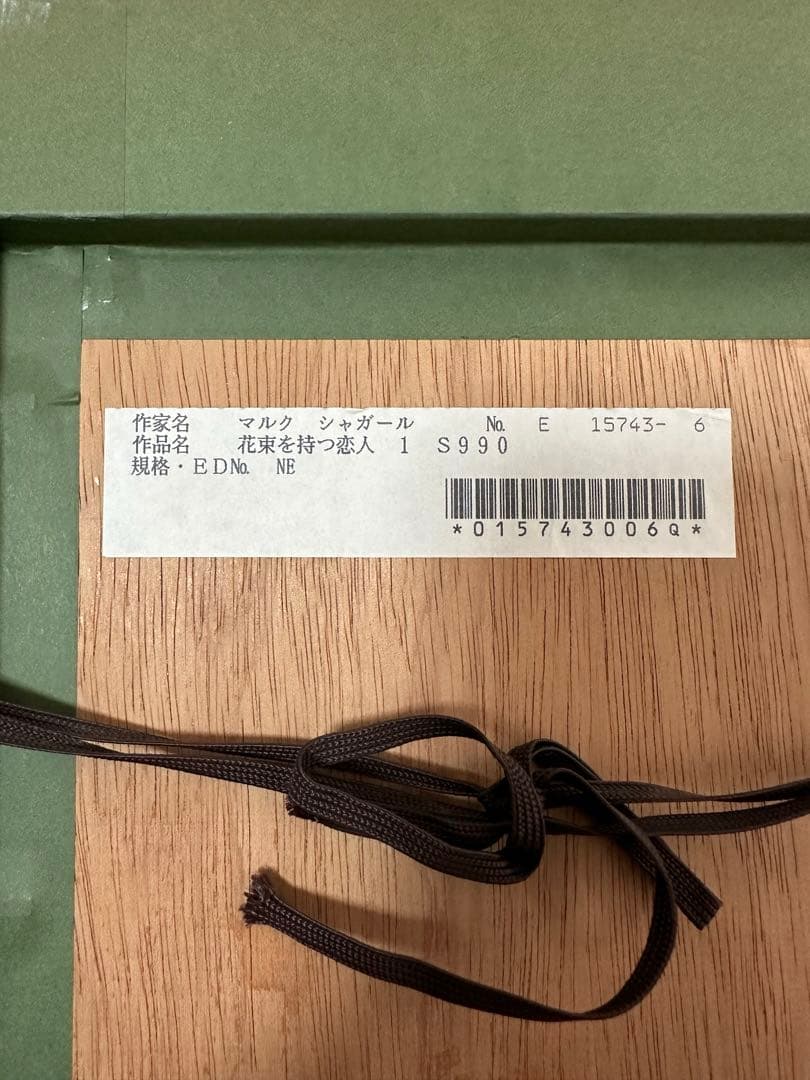 作家名 マルク シャガール № E 15743- 6
作品名 花束を持つ恋人 1 S990
規格・ED№ NE
*015743006Q*